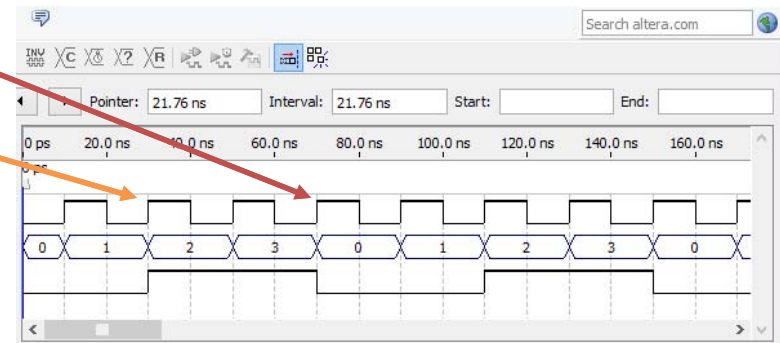 Search altera.com
INV C X? R
Pointer: 21.76 ns Interval: 21.76 ns Start: End:
0 ps 20.0 ns 40.0 ns 60.0 ns 80.0 ns 100.0 ns 120.0 ns 140.0 ns 160.0 ns
0 ps
0 1 2 3 0 1 2 3 0